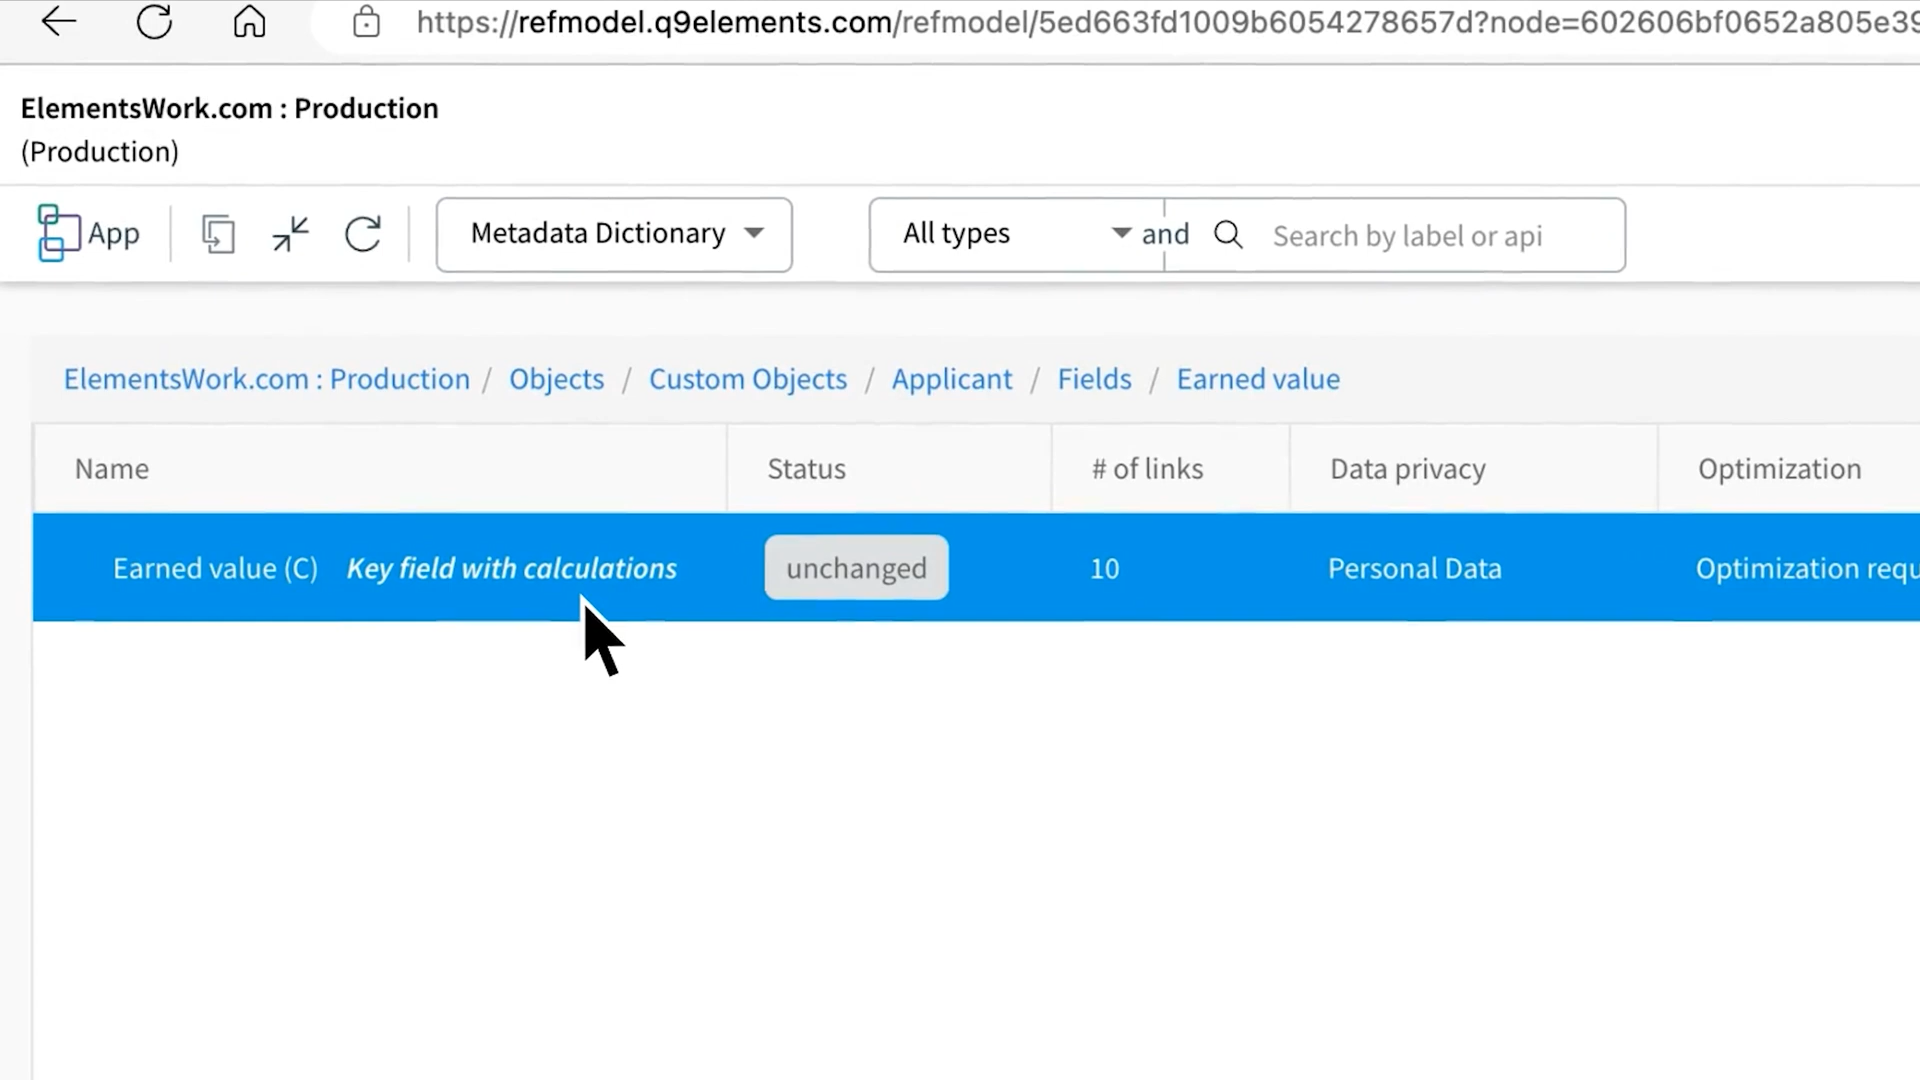 https://refmodel.q9elements.com/refmodel/5ed663fd1009b6054278657d?node=602606bf0652a805e39
ElementsWork.com : Production
(Production)
App
Metadata Dictionary
All types
and
Search by label or api
ElementsWork.com : Production / Objects / Custom Objects / Applicant / Fields / Earned value
Name Status # of links Data privacy Optimization
Earned value (C) Key field with calculations unchanged 10 Personal Data Optimization requ